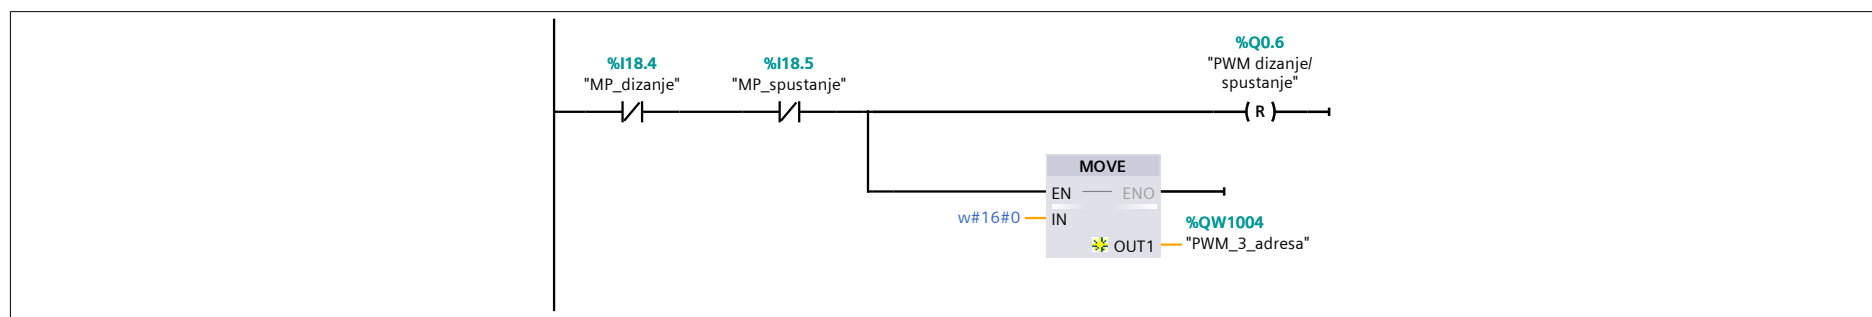 %Q0.6
%I18.4
%I18.5
"PWM dizanje/
spustanje"
"MP_dizanje"
"MP_spustanje"
R
MOVE
EN
ENO
w#16#0
IN
%QW1004
OUT1
"PWM_3_adresa"